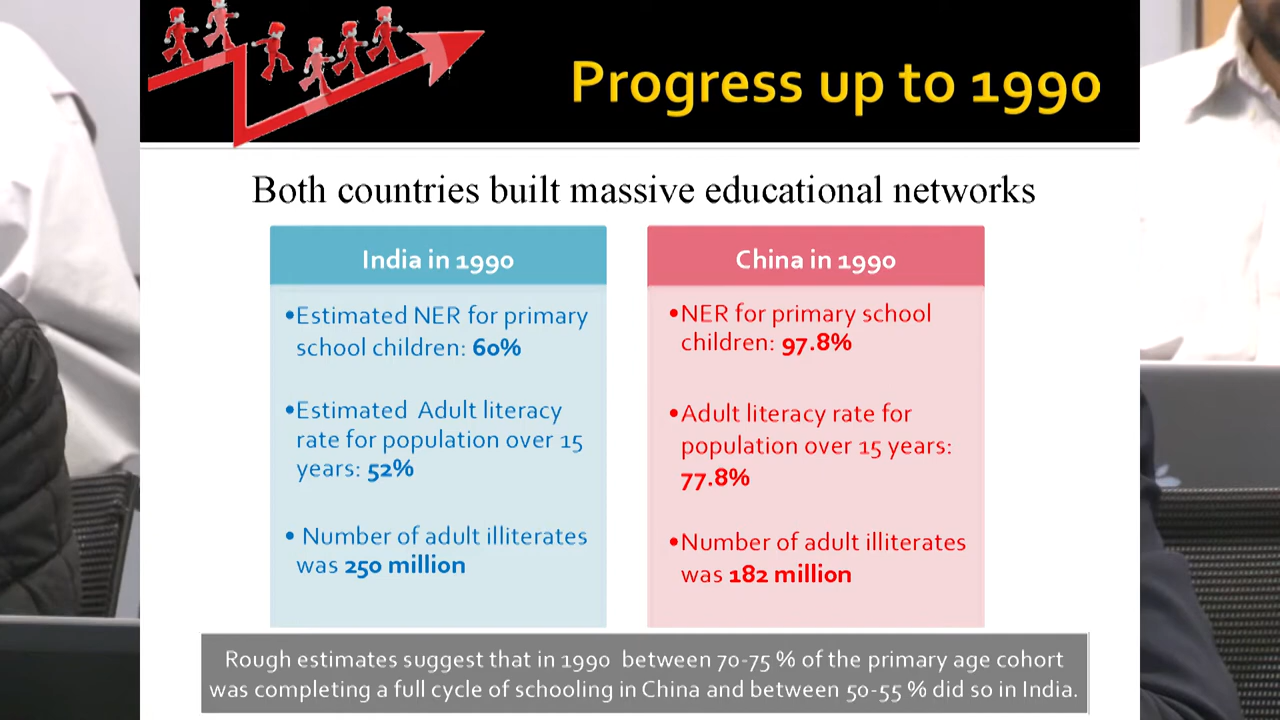 Progress up to 1990
Both countries built massive educational networks
India in 1990
•Estimated NER for primary
school children: 60%
•Estimated Adult literacy
rate for population over 15
years: 52%
• Number of adult illiterates
was 250 million
China in 1990
•NER for primary school
children: 97.8%
•Adult literacy rate for
population over 15 years:
77.8%
•Number of adult illiterates
was 182 million
Rough estimates suggest that in 1990 between 70-75 % of the primary age cohort
was completing a full cycle of schooling in China and between 50-55 % did so in India.